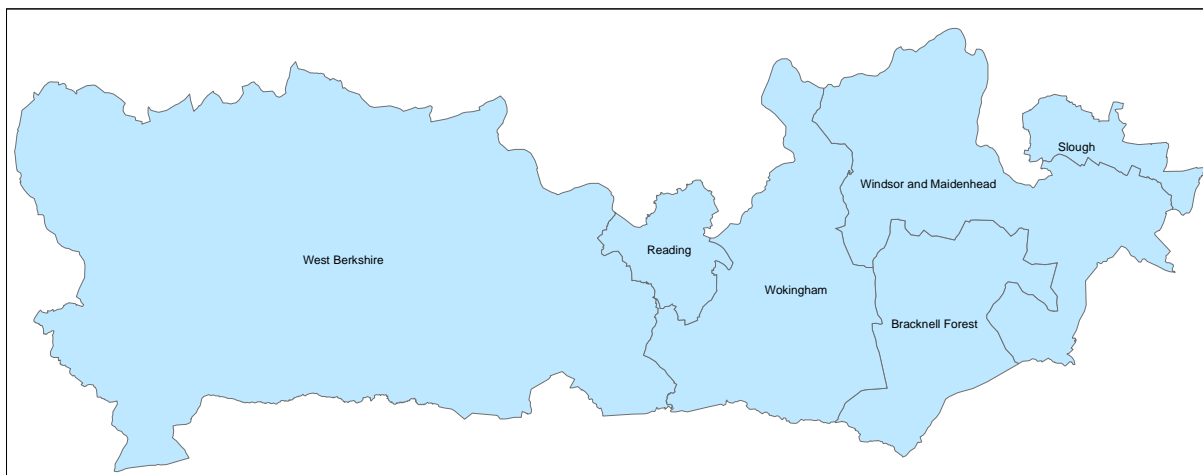 Slough
Windsor and Maidenhead
Reading
West Berkshire
Wokingham
Bracknell Forest